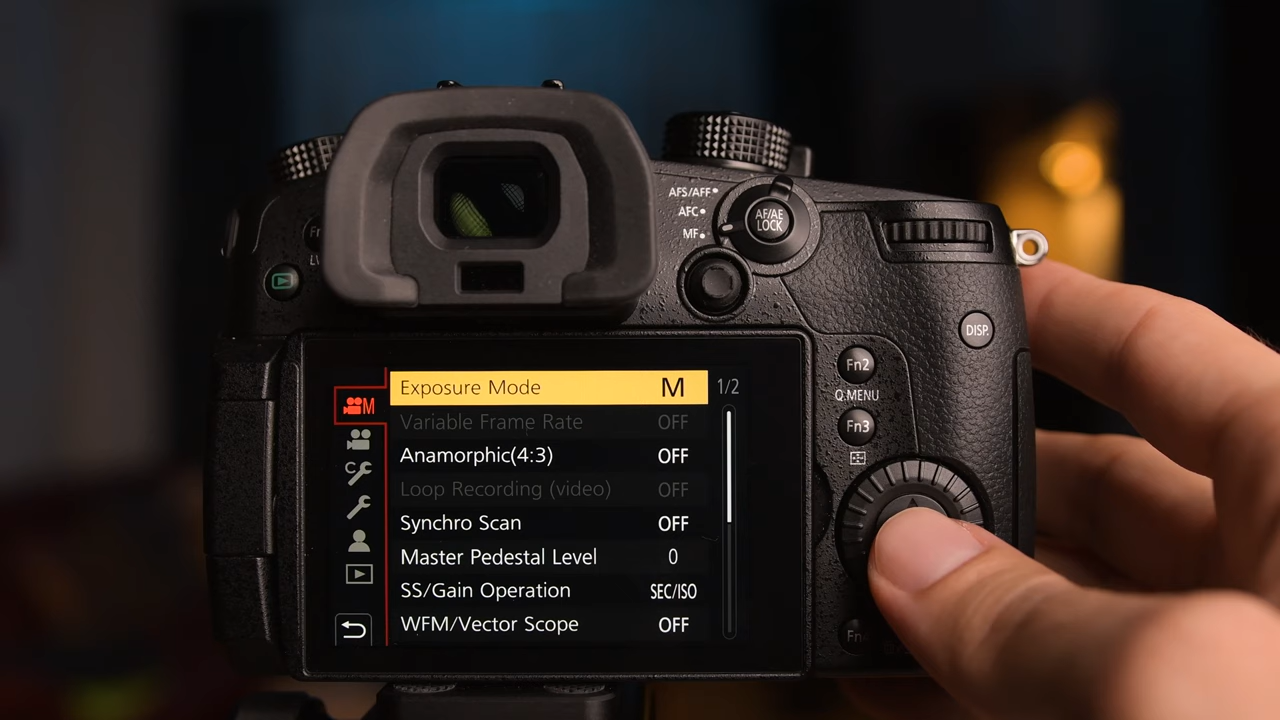 AFS/AFF
AFC
MF
AF/AE
LOCK
DISP.
Fn2
Q.MENU
Fn3
Exposure Mode M 1/2
M
Variable Frame Rate OFF
Anamorphic(4:3) OFF
Loop Recording (video) OFF
Synchro Scan OFF
Master Pedestal Level 0
SS/Gain Operation SEC/ISO
WFM/Vector Scope OFF